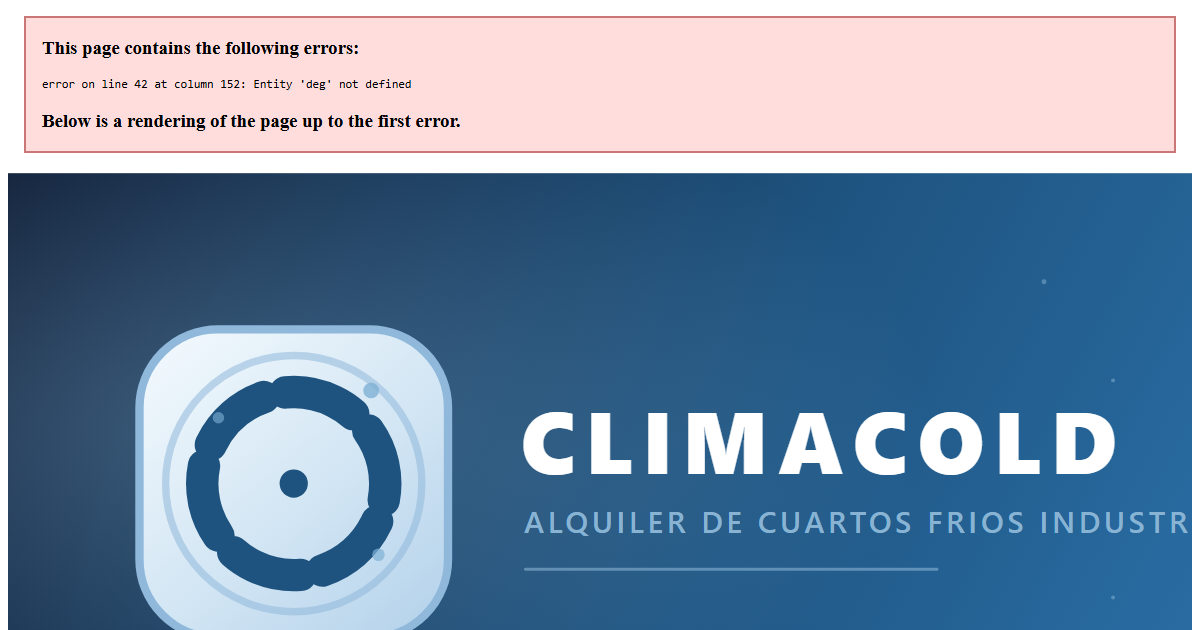 This page contains the following errors:
error on line 42 at column 152: Entity 'deg' not defined
Below is a rendering of the page up to the first error.
CLIMACOLD
ALQUILER DE CUARTOS FRIOS INDUSTR